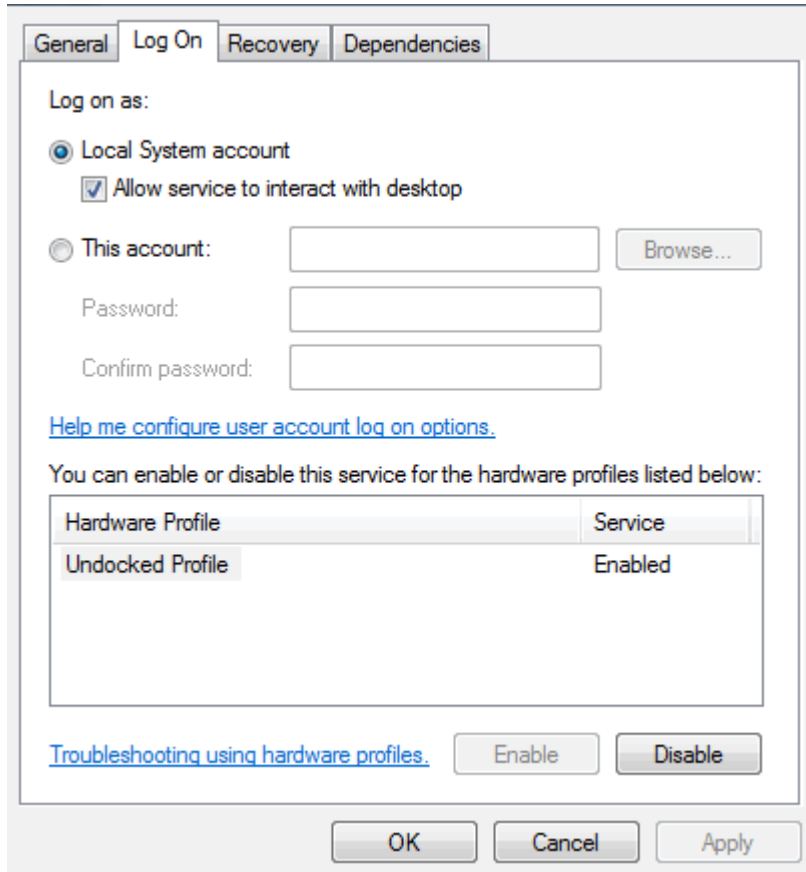 General Log On Recovery Dependencies
Log on as:
Local System account
Allow service to interact with desktop
This account: Browse...
Password:
Confirm password:
Help me configure user account log on options.
You can enable or disable this service for the hardware profiles listed below:
Hardware Profile Service
Undocked Profile Enabled
Troubleshooting using hardware profiles. Enable Disable
OK Cancel Apply